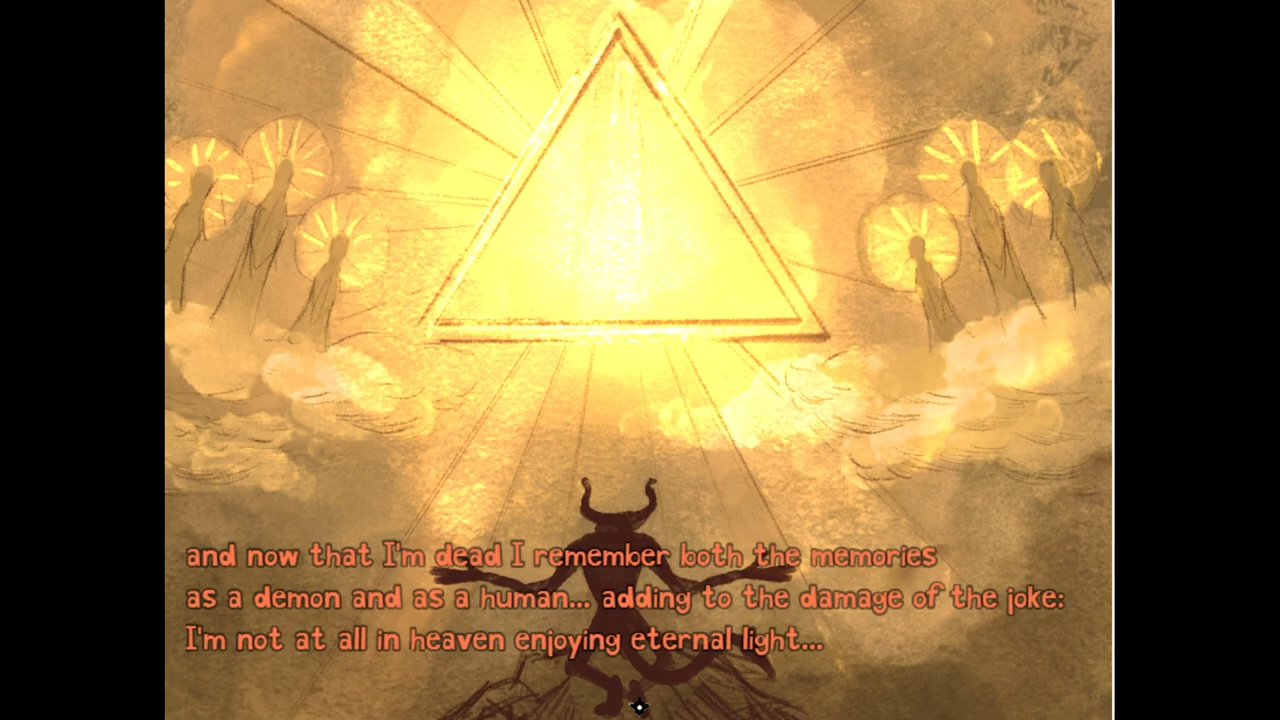 and now that I'm dead I remember both the memories
as a demon and as a human... adding to the damage of the joke:
I'm not at all in heaven enjoying eternal light...